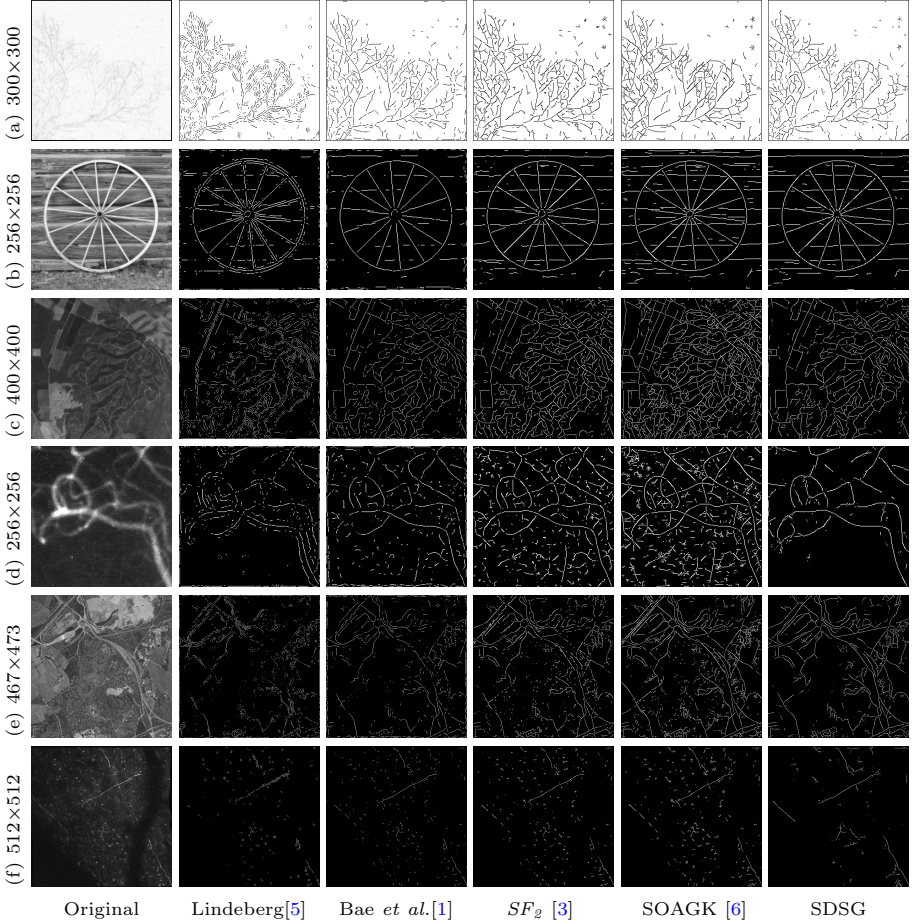 (a) 300×300
(b) 256×256
(c) 400×400
(d) 256×256
(e) 467×473
(f) 512×512
Original Lindeberg[5] Bae et al.[1] SF₂ [3] SOAGK [6] SDSG